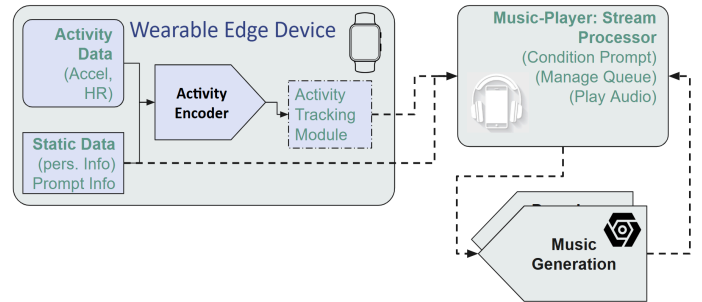 Wearable Edge Device
Activity
Data
(Accel,
HR)
Static Data
(pers. Info)
Prompt Info
Activity
Encoder
Activity
Tracking
Module
Music-Player: Stream
Processor
(Condition Prompt)
(Manage Queue)
(Play Audio)
Music
Generation